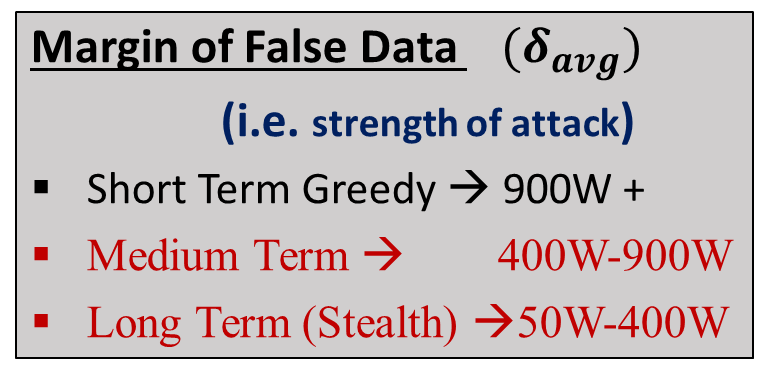 Margin of False Data (δavg)
(i.e. strength of attack)
▪ Short Term Greedy → 900W +
▪ Medium Term → 400W-900W
▪ Long Term (Stealth) →50W-400W